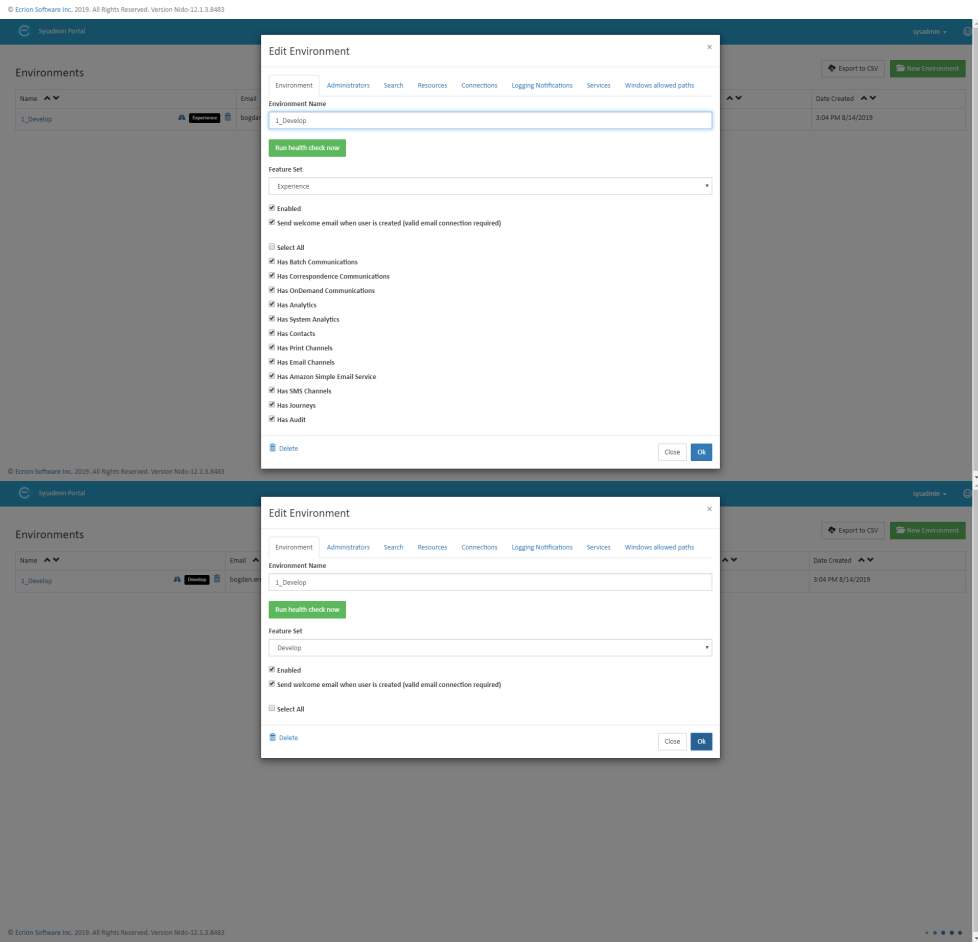 © Ecrion Software Inc. 2019. All Rights Reserved. Version Nido-12.1.3.8483
Sysadmin Portal
sysadmin
Edit Environment
×
Environments
Export to CSV
New Environment
Environment Administrators Search Resources Connections Logging Notifications Services Windows allowed paths
Name Email Date Created
Environment Name
1_Develop Experience bogdan 3:04 PM 8/14/2019
1_Develop
Run health check now
Feature Set
Experience
Enabled
Send welcome email when user is created (valid email connection required)
Select All
Has Batch Communications
Has Correspondence Communications
Has OnDemand Communications
Has Analytics
Has System Analytics
Has Contacts
Has Print Channels
Has Email Channels
Has Amazon Simple Email Service
Has SMS Channels
Has Journeys
Has Audit
Delete
Close Ok
© Ecrion Software Inc. 2019. All Rights Reserved. Version Nido-12.1.3.8483
Sysadmin Portal
sysadmin
Edit Environment
×
Environments
Export to CSV
New Environment
Environment Administrators Search Resources Connections Logging Notifications Services Windows allowed paths
Name Email Date Created
Environment Name
1_Develop Develop bogdan.en 3:04 PM 8/14/2019
1_Develop
Run health check now
Feature Set
Develop
Enabled
Send welcome email when user is created (valid email connection required)
Select All
Delete
Close Ok
© Ecrion Software Inc. 2019. All Rights Reserved. Version Nido-12.1.3.8483